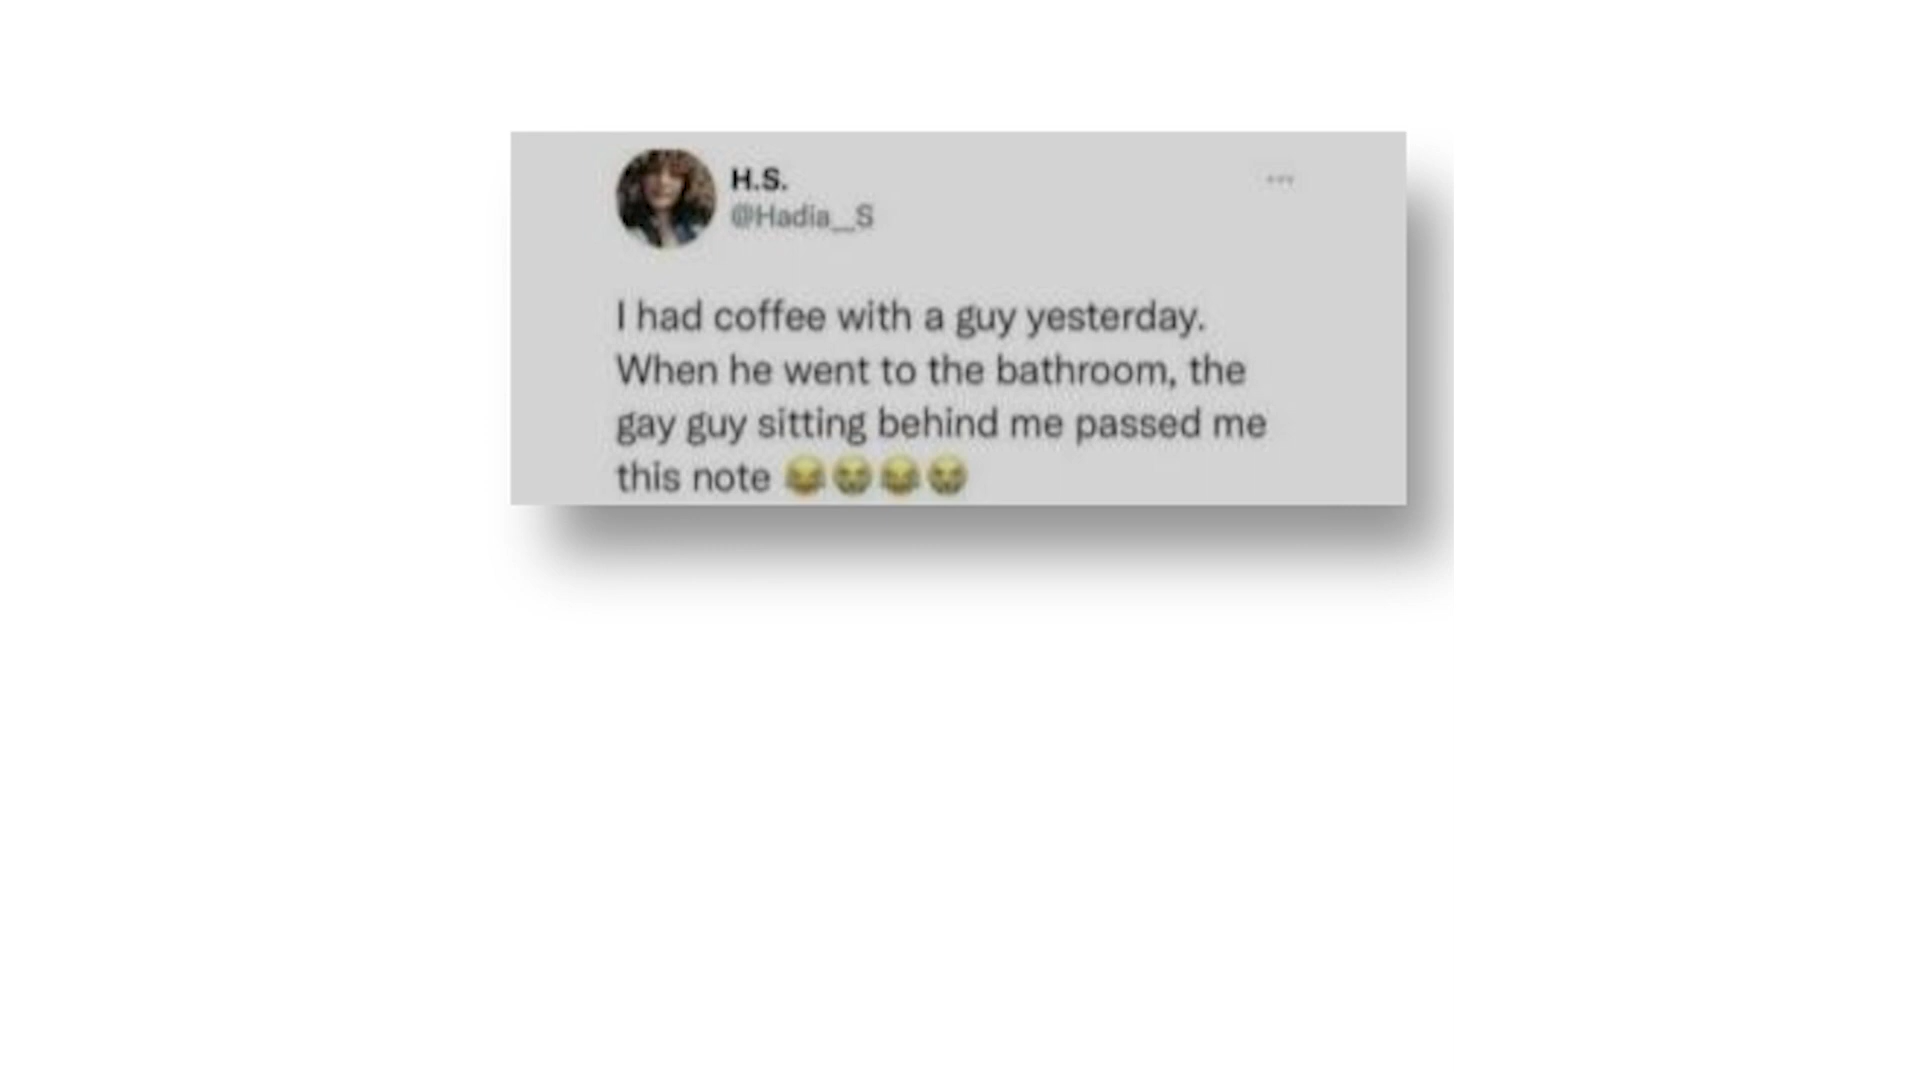 H.S.
@Hadia__S
I had coffee with a guy yesterday.
When he went to the bathroom, the
gay guy sitting behind me passed me
this note 😂😭😂😭